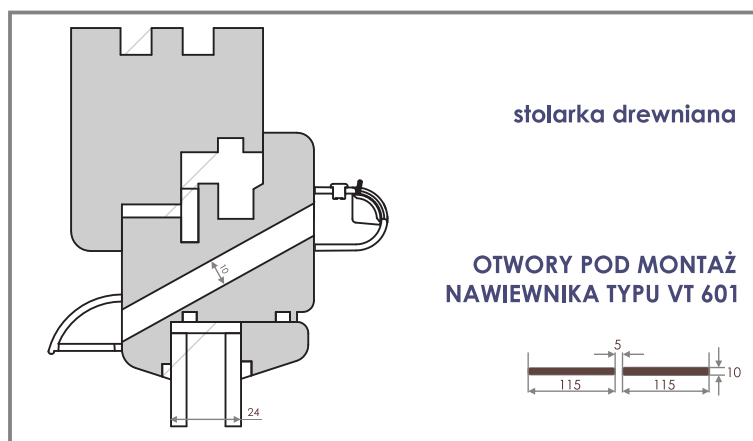 stolarka drewniana
OTWORY POD MONTAŻ
NAWIEWNIKA TYPU VT 601
10
24
5
10
115
115